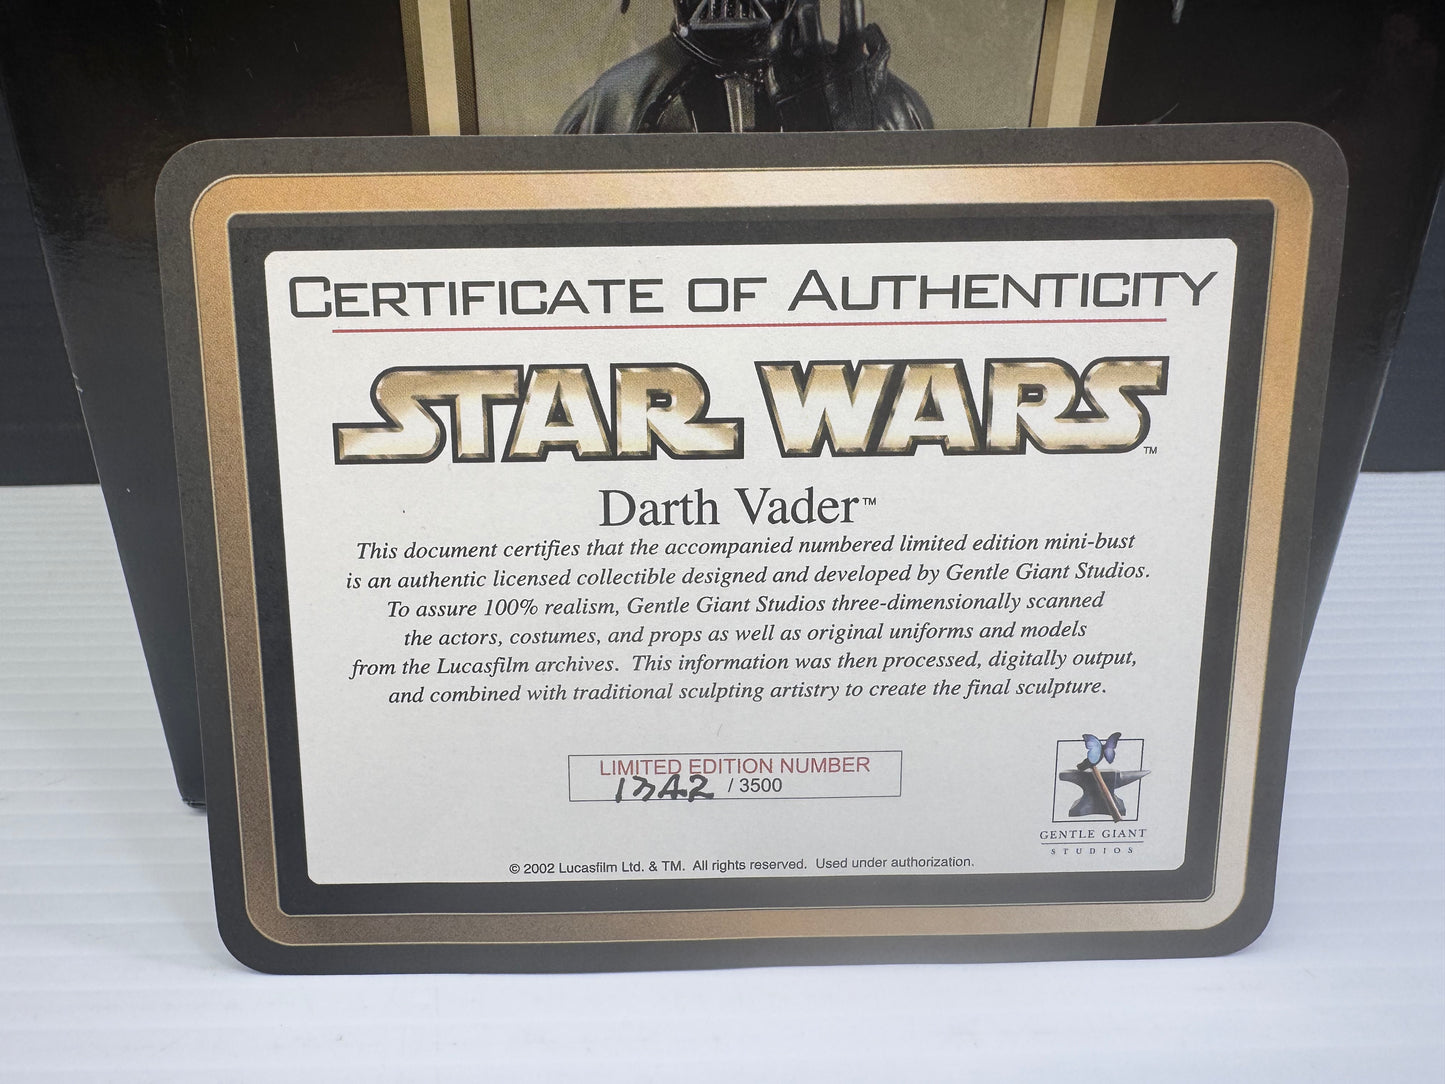 CERTIFICATE OF AUTHENTICITY
STAR WARS™
Darth Vader™
This document certifies that the accompanied numbered limited edition mini-bust
is an authentic licensed collectible designed and developed by Gentle Giant Studios.
To assure 100% realism, Gentle Giant Studios three-dimensionally scanned
the actors, costumes, and props as well as original uniforms and models
from the Lucasfilm archives. This information was then processed, digitally output,
and combined with traditional sculpting artistry to create the final sculpture.
LIMITED EDITION NUMBER
1342 / 3500
GENTLE GIANT
STUDIOS
© 2002 Lucasfilm Ltd. & TM. All rights reserved. Used under authorization.